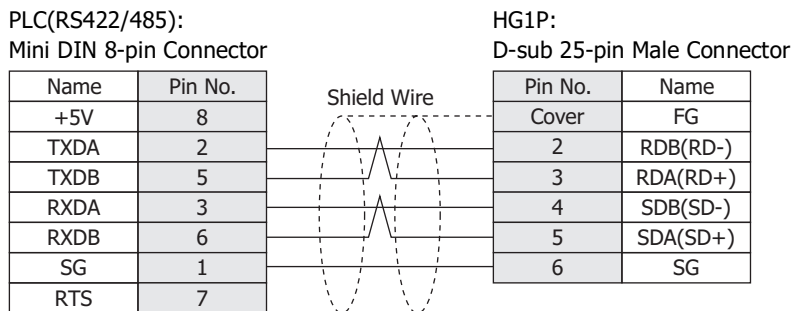 PLC(RS422/485): HG1P:
Mini DIN 8-pin Connector D-sub 25-pin Male Connector
Name Pin No. Shield Wire Pin No. Name
+5V 8 Cover FG
TXDA 2 2 RDB(RD-)
TXDB 5 3 RDA(RD+)
RXDA 3 4 SDB(SD-)
RXDB 6 5 SDA(SD+)
SG 1 6 SG
RTS 7